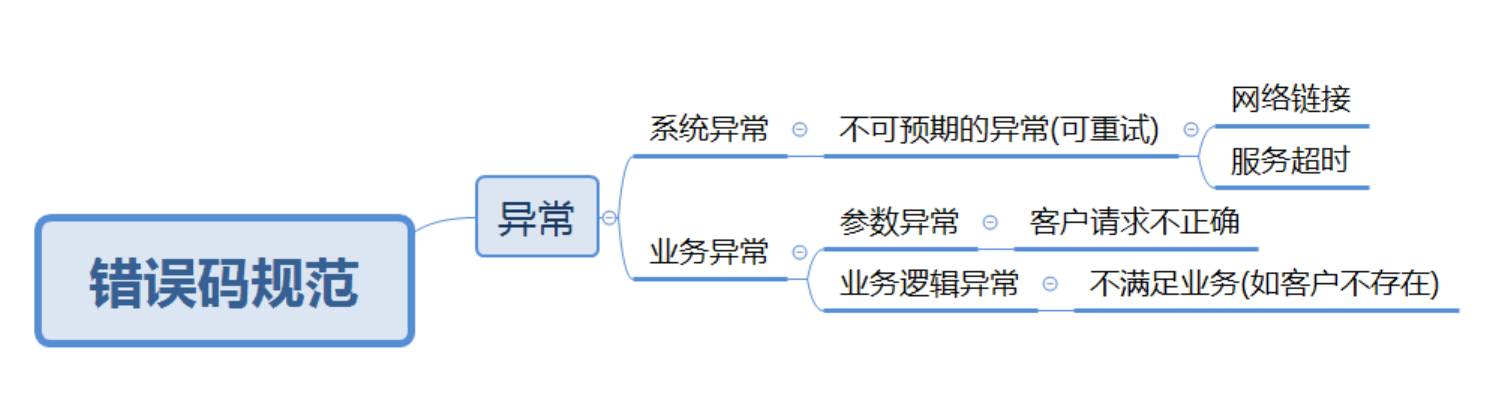 错误码规范
异常
系统异常
不可预期的异常(可重试)
网络链接
服务超时
业务异常
参数异常
客户请求不正确
业务逻辑异常
不满足业务(如客户不存在)